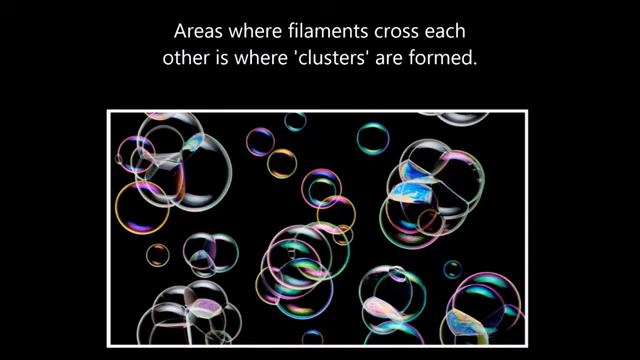 Areas where filaments cross each
other is where 'clusters' are formed.